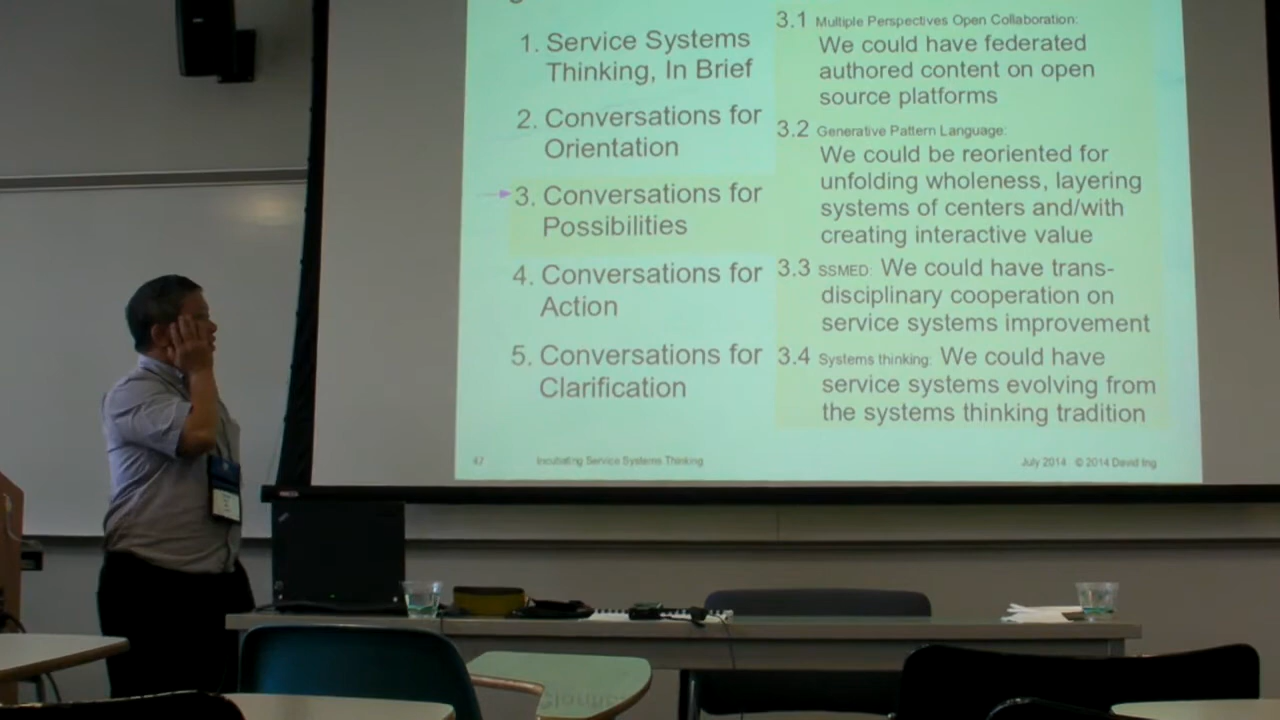 1. Service Systems
Thinking, In Brief
2. Conversations for
Orientation
3. Conversations for
Possibilities
4. Conversations for
Action
5. Conversations for
Clarification
3.1 Multiple Perspectives Open Collaboration:
We could have federated
authored content on open
source platforms
3.2 Generative Pattern Language:
We could be reoriented for
unfolding wholeness, layering
systems of centers and/with
creating interactive value
3.3 SSMED: We could have trans-
disciplinary cooperation on
service systems improvement
3.4 Systems thinking: We could have
service systems evolving from
the systems thinking tradition
47
Incubating Service Systems Thinking
July 2014 © 2014 David Ing